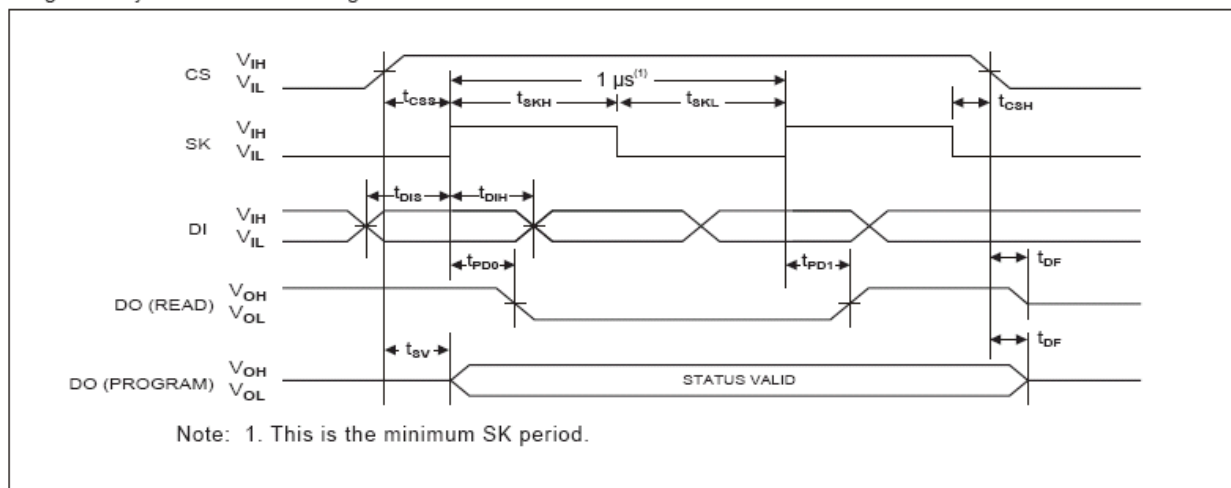 CS V_IH
V_IL
1 µs(1)
t_CSS t_SKH t_SKL t_CSH
SK V_IH
V_IL
t_DIS t_DIH
DI V_IH
V_IL
t_PD0 t_PD1 t_DF
DO (READ) V_OH
V_OL
t_SV t_DF
DO (PROGRAM) V_OH
V_OL
STATUS VALID
Note: 1. This is the minimum SK period.